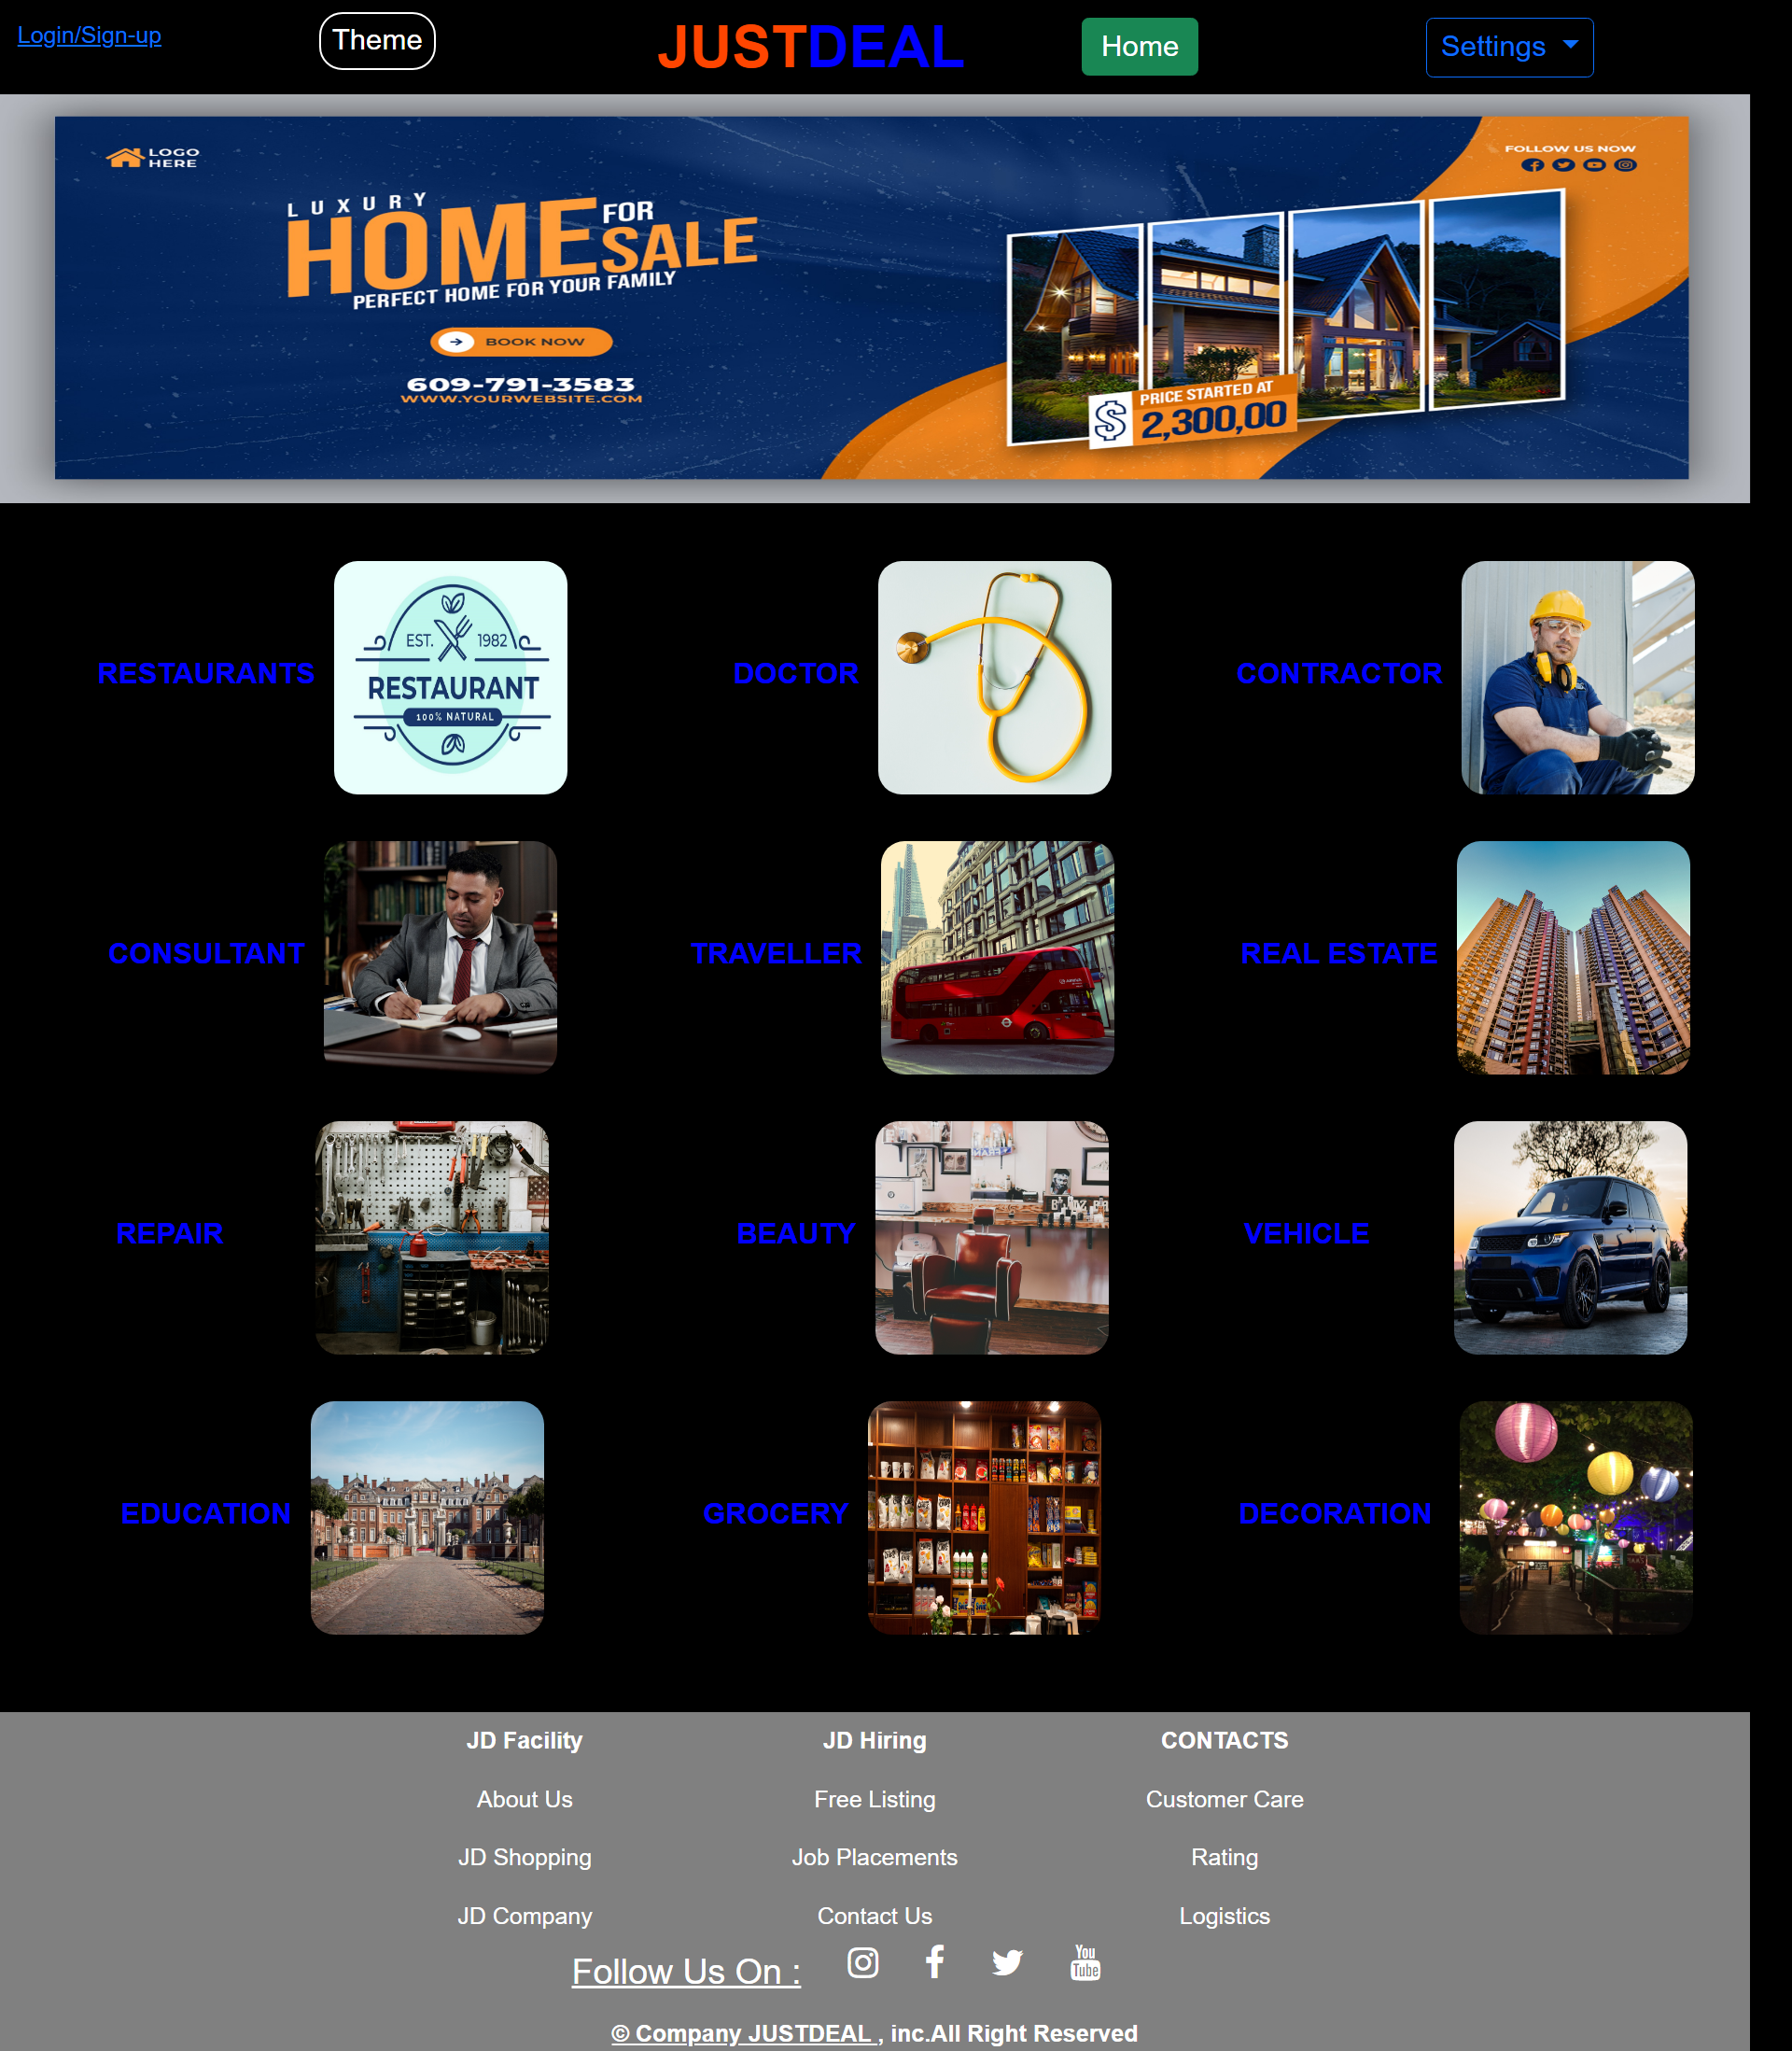 Login/Sign-up
Theme
JUSTDEAL
Home
Settings
LOGO
HERE
FOLLOW US NOW
LUXURY
HOME FOR
SALE
PERFECT HOME FOR YOUR FAMILY
BOOK NOW
609-791-3583
WWW.YOURWEBSITE.COM
PRICE STARTED AT
$ 2,300,00
RESTAURANTS
EST. 1982
RESTAURANT
100% NATURAL
DOCTOR
CONTRACTOR
CONSULTANT
TRAVELLER
REAL ESTATE
REPAIR
BEAUTY
VEHICLE
EDUCATION
GROCERY
DECORATION
JD Facility
JD Hiring
CONTACTS
About Us
Free Listing
Customer Care
JD Shopping
Job Placements
Rating
JD Company
Contact Us
Logistics
Follow Us On :
You
Tube
© Company JUSTDEAL , inc.All Right Reserved